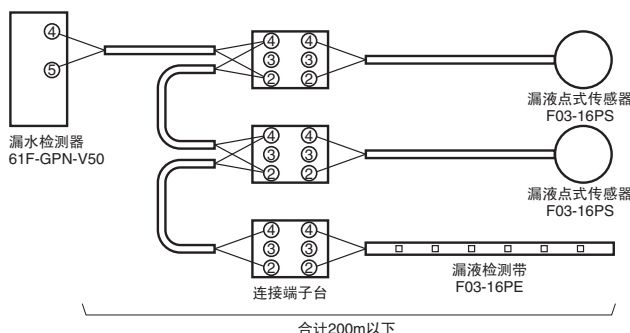 ④
⑤
漏水检测器
61F-GPN-V50
④ ④
③ ③
② ②
漏液点式传感器
F03-16PS
④ ④
③ ③
② ②
漏液点式传感器
F03-16PS
④ ④
③ ③
② ②
连接端子台
漏液检测带
F03-16PE
合计200m以下